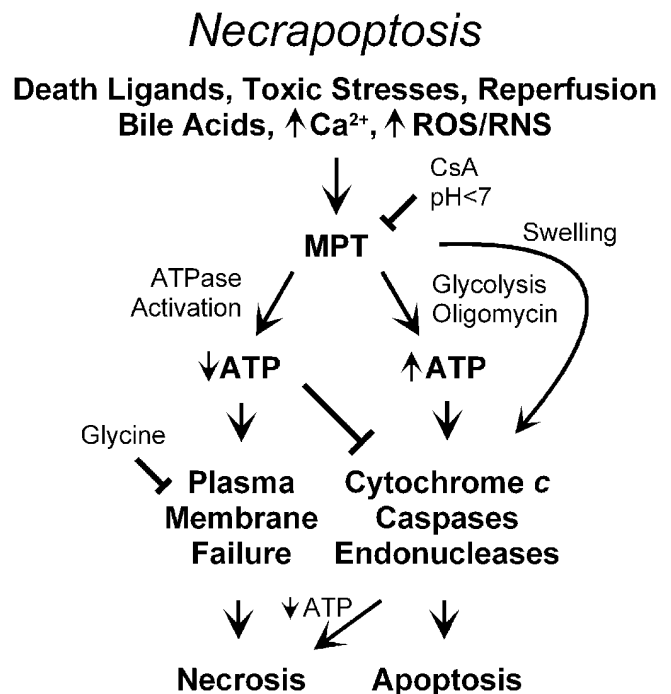 Necrapoptosis
Death Ligands, Toxic Stresses, Reperfusion
Bile Acids, ↑Ca²⁺, ↑ ROS/RNS
CsA
pH<7
MPT
Swelling
ATPase
Activation
Glycolysis
Oligomycin
↓ATP
↑ATP
Glycine
Plasma
Membrane
Failure
Cytochrome c
Caspases
Endonucleases
↓ATP
Necrosis
Apoptosis